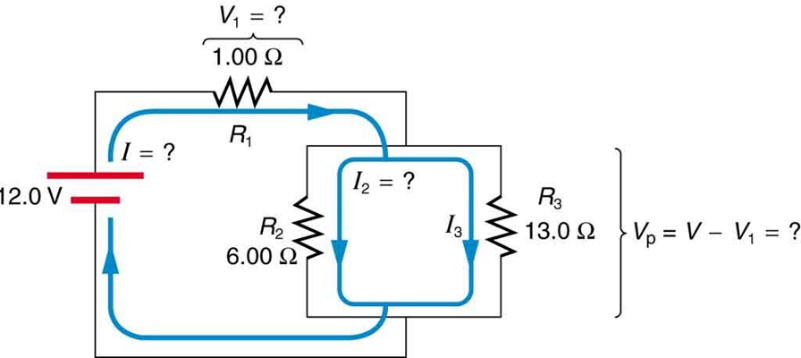 V₁ = ?
1.00 Ω
R₁
I = ?
12.0 V
I₂ = ?
R₂
6.00 Ω
I₃
R₃
13.0 Ω
Vₚ = V – V₁ = ?